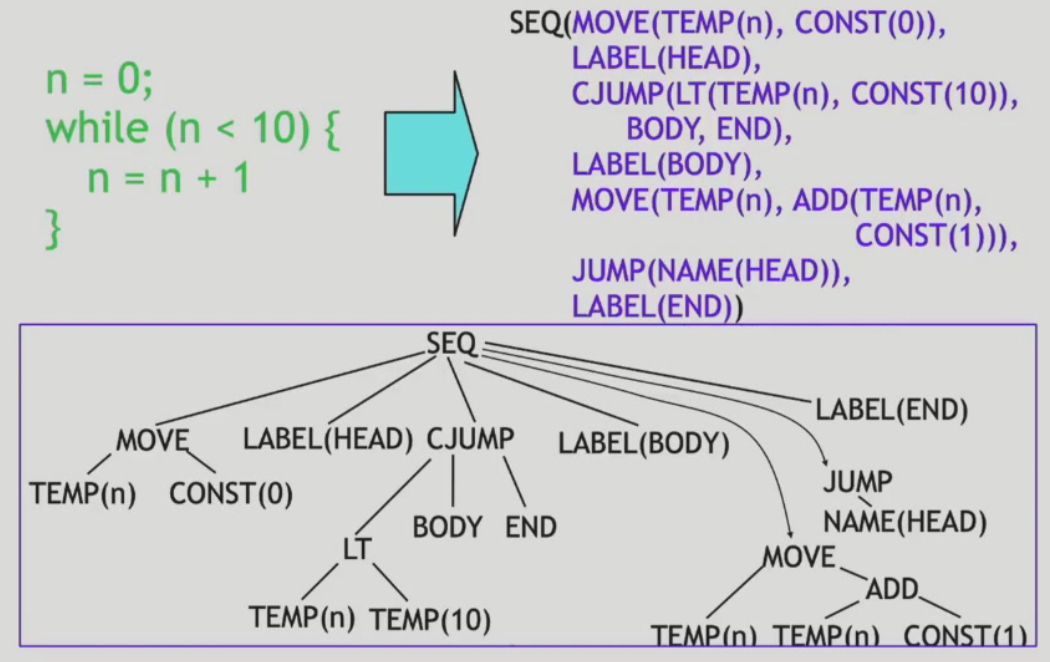 n = 0;
while (n < 10) {
n = n + 1
}
SEQ(MOVE(TEMP(n), CONST(0)),
LABEL(HEAD),
CJUMP(LT(TEMP(n), CONST(10)),
BODY, END),
LABEL(BODY),
MOVE(TEMP(n), ADD(TEMP(n),
CONST(1))),
JUMP(NAME(HEAD)),
LABEL(END))
SEQ
LABEL(END)
MOVE LABEL(HEAD) CJUMP LABEL(BODY)
JUMP
TEMP(n) CONST(0)
BODY END NAME(HEAD)
LT MOVE
ADD
TEMP(n) TEMP(10)
TEMP(n) TEMP(n) CONST(1)